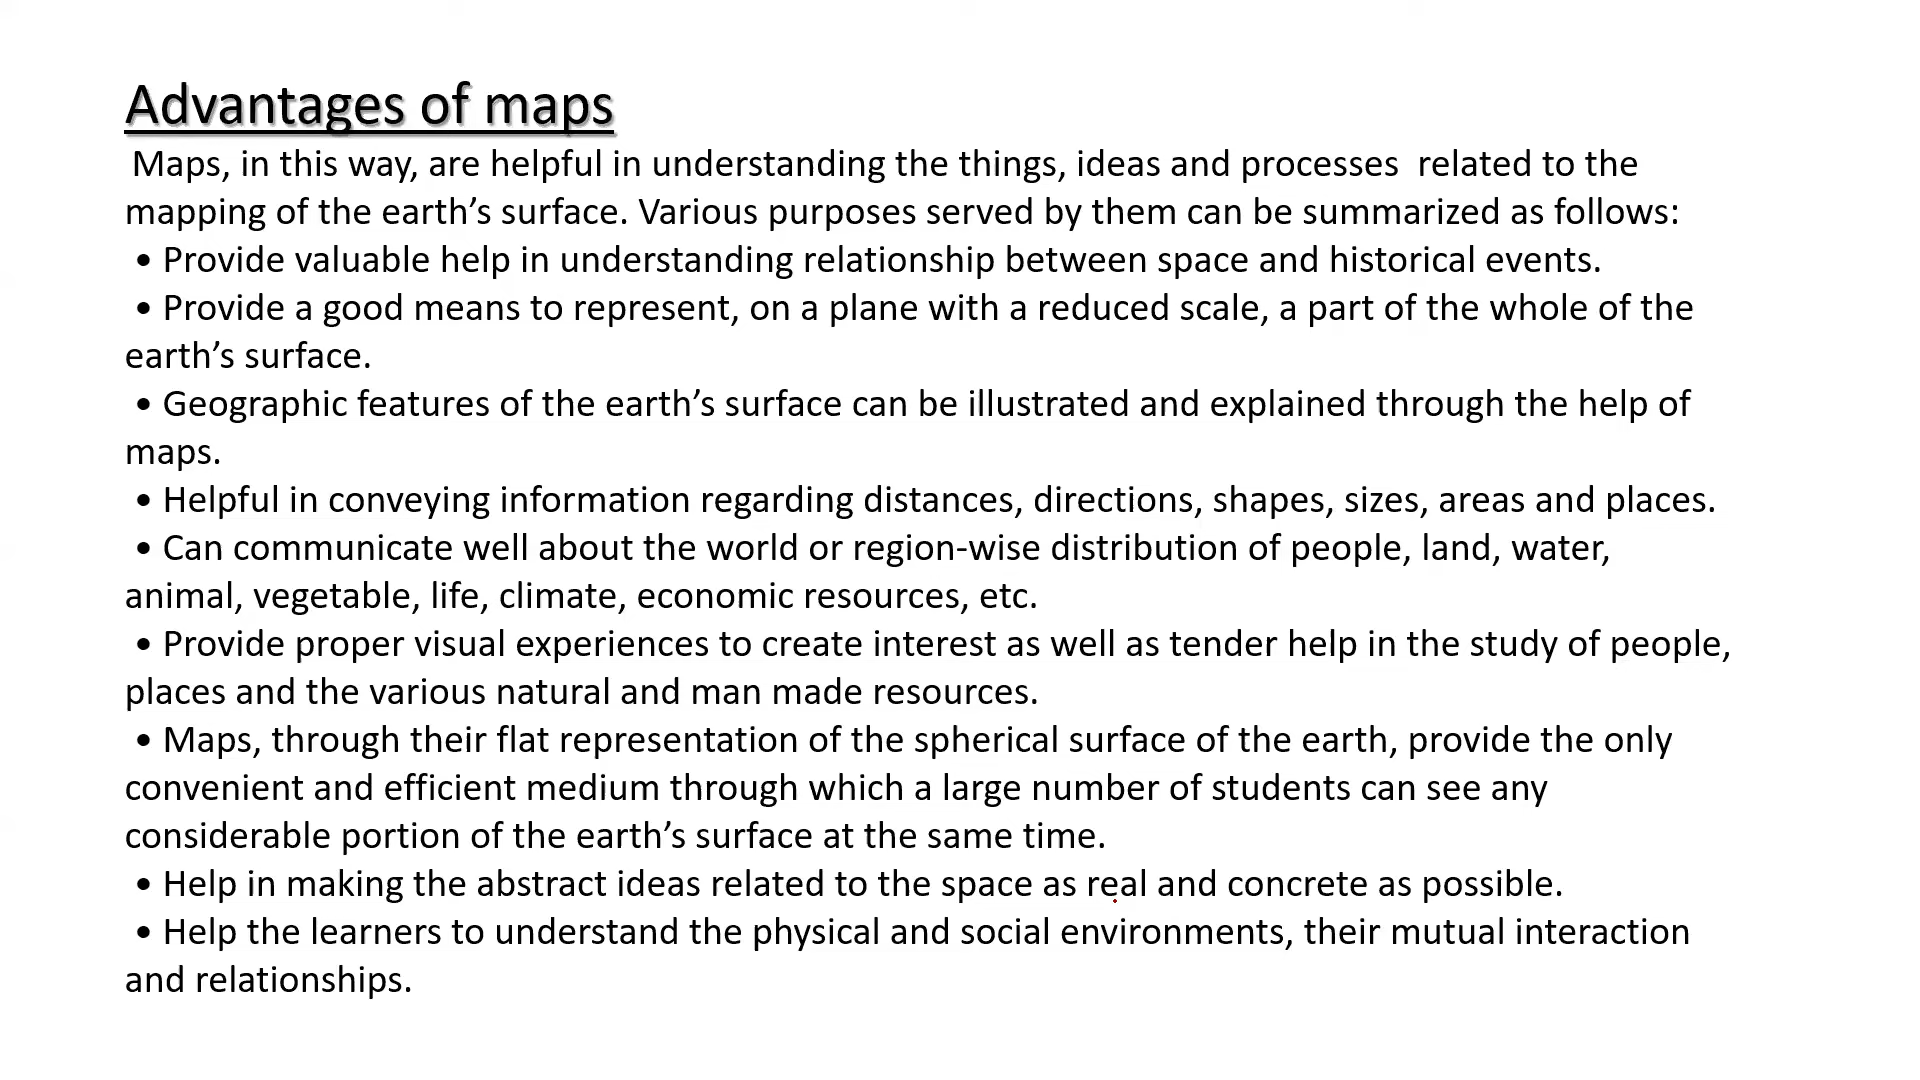 Advantages of maps
Maps, in this way, are helpful in understanding the things, ideas and processes  related to the
mapping of the earth’s surface. Various purposes served by them can be summarized as follows:
• Provide valuable help in understanding relationship between space and historical events.
• Provide a good means to represent, on a plane with a reduced scale, a part of the whole of the
earth’s surface.
• Geographic features of the earth’s surface can be illustrated and explained through the help of
maps.
• Helpful in conveying information regarding distances, directions, shapes, sizes, areas and places.
• Can communicate well about the world or region-wise distribution of people, land, water,
animal, vegetable, life, climate, economic resources, etc.
• Provide proper visual experiences to create interest as well as tender help in the study of people,
places and the various natural and man made resources.
• Maps, through their flat representation of the spherical surface of the earth, provide the only
convenient and efficient medium through which a large number of students can see any
considerable portion of the earth’s surface at the same time.
• Help in making the abstract ideas related to the space as real and concrete as possible.
• Help the learners to understand the physical and social environments, their mutual interaction
and relationships.